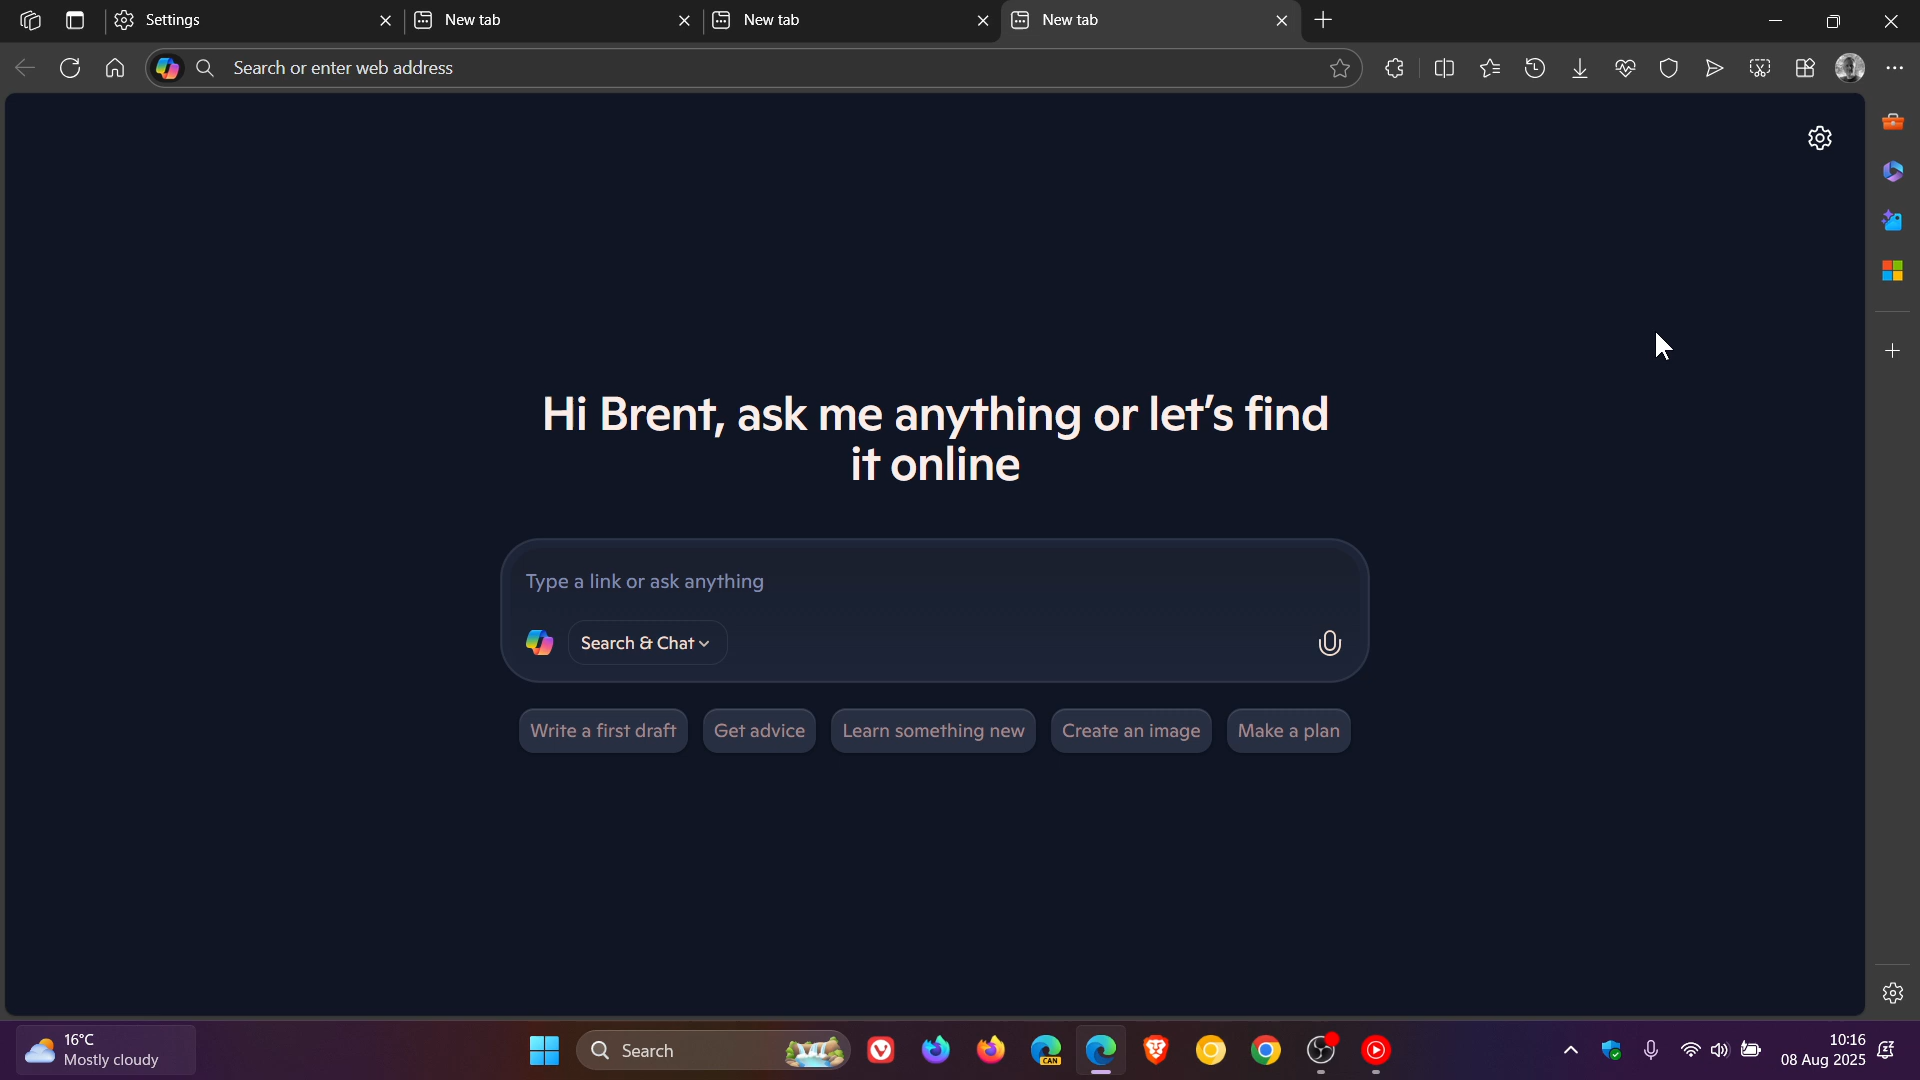 Settings
New tab
New tab
New tab
Search or enter web address
Hi Brent, ask me anything or let's find
it online
Type a link or ask anything
Search & Chat
Write a first draft
Get advice
Learn something new
Create an image
Make a plan
16°C
Mostly cloudy
Search
CAN
10:16
08 Aug 2025